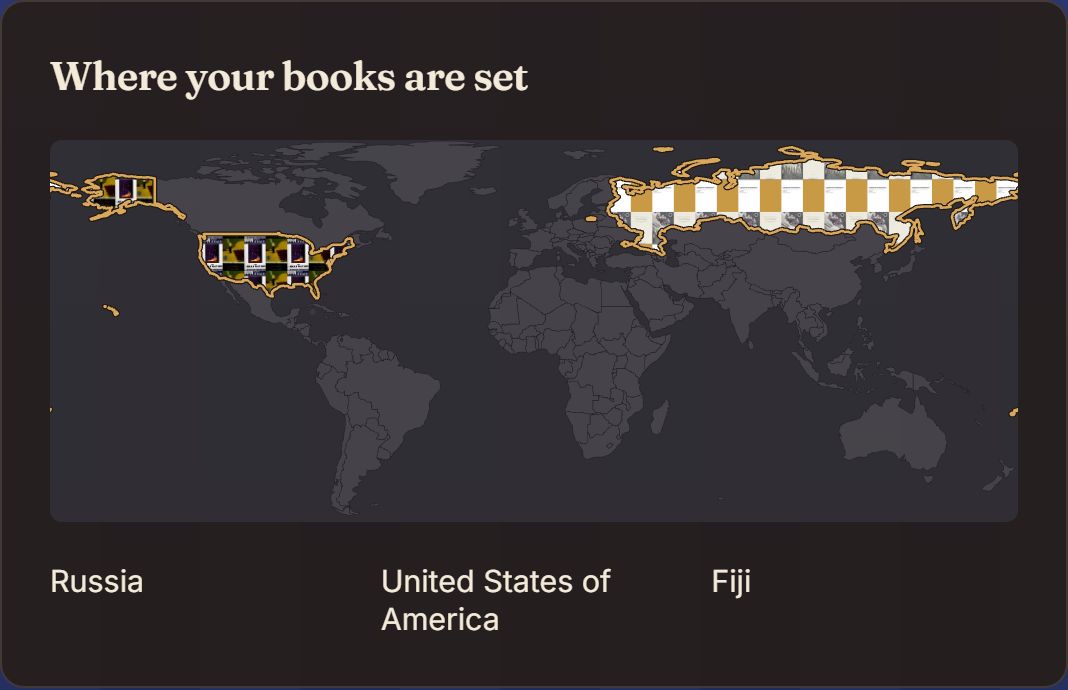 Where your books are set
Russia
United States of
America
Fiji